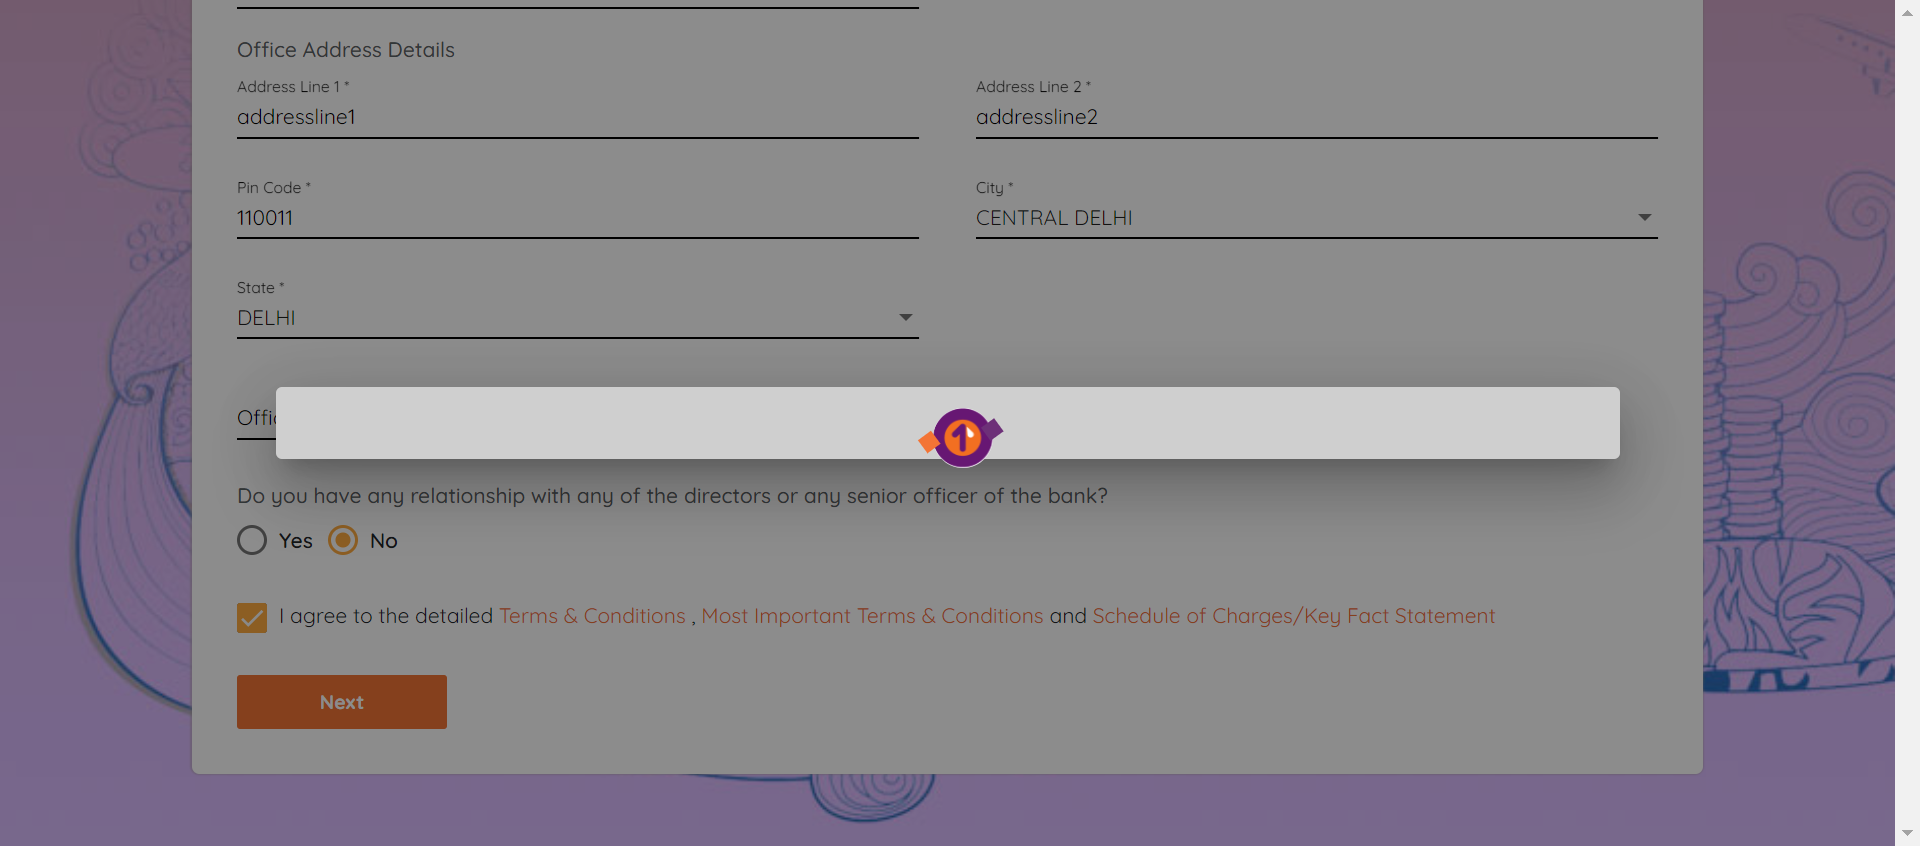 Office Address Details
Address Line 1 *
Address Line 2 *
addressline1
addressline2
Pin Code *
City *
110011
CENTRAL DELHI
State *
DELHI
1
Do you have any relationship with any of the directors or any senior officer of the bank?
Yes
No
I agree to the detailed Terms & Conditions , Most Important Terms & Conditions and Schedule of Charges/Key Fact Statement
Next